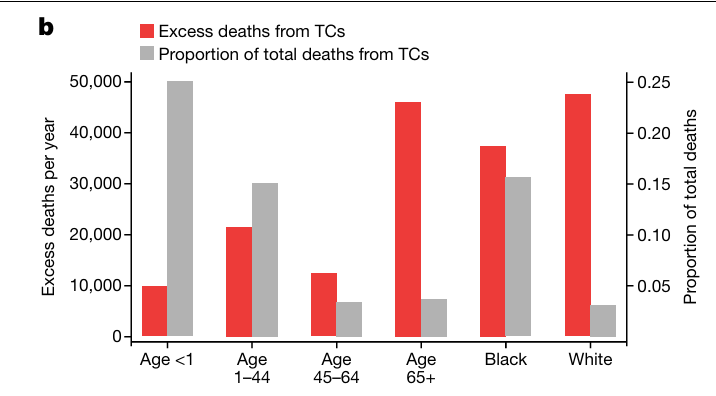 b
Excess deaths from TCs
Proportion of total deaths from TCs
Excess deaths per year
50,000
40,000
30,000
20,000
10,000
0
0.25
0.20
0.15
0.10
0.05
Proportion of total deaths
Age <1
Age
1–44
Age
45–64
Age
65+
Black
White